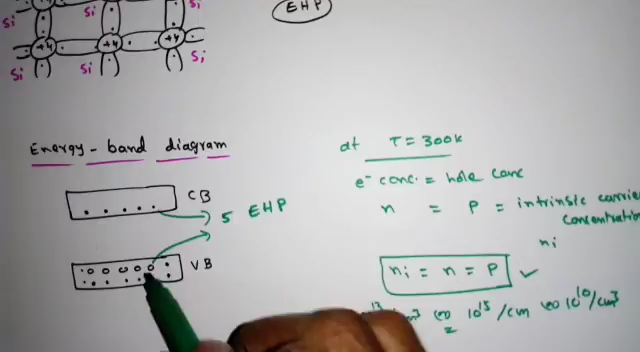 Si
Si
Si
EHP
+4 +4 +4
Si Si Si
Energy-band diagram
CB
5 EHP
VB
at T = 300k
e⁻ conc. = hole conc
n = P = intrinsic carrier
concentration
ni
ni = n = P ✓
10¹⁵/cm 10¹⁰/cm³